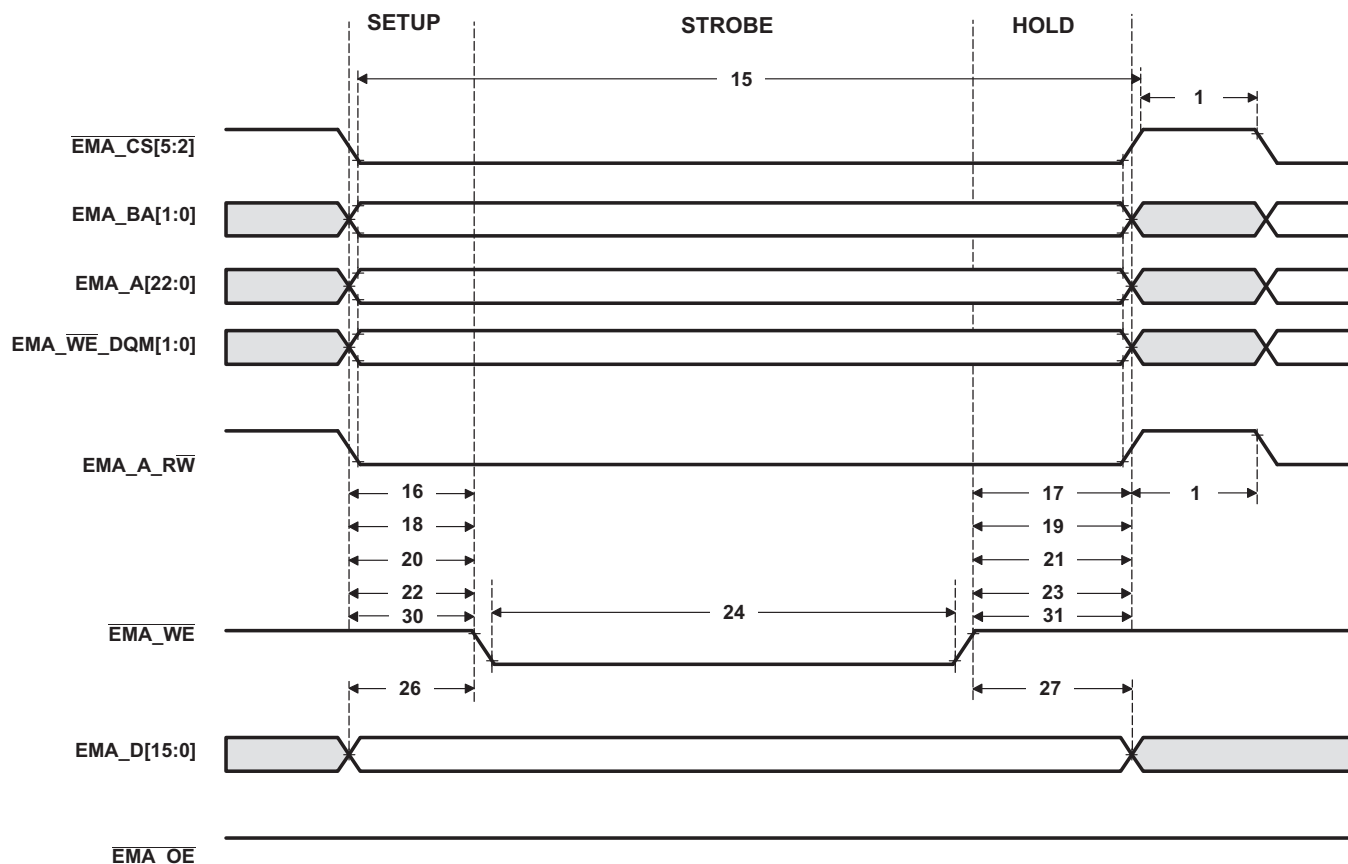 SETUP STROBE HOLD
15
1
EMA_CS[5:2]
EMA_BA[1:0]
EMA_A[22:0]
EMA_WE_DQM[1:0]
EMA_A_RW
16 17 1
18 19
20 21
22 23
24
30 31
EMA_WE
26 27
EMA_D[15:0]
EMA_OE